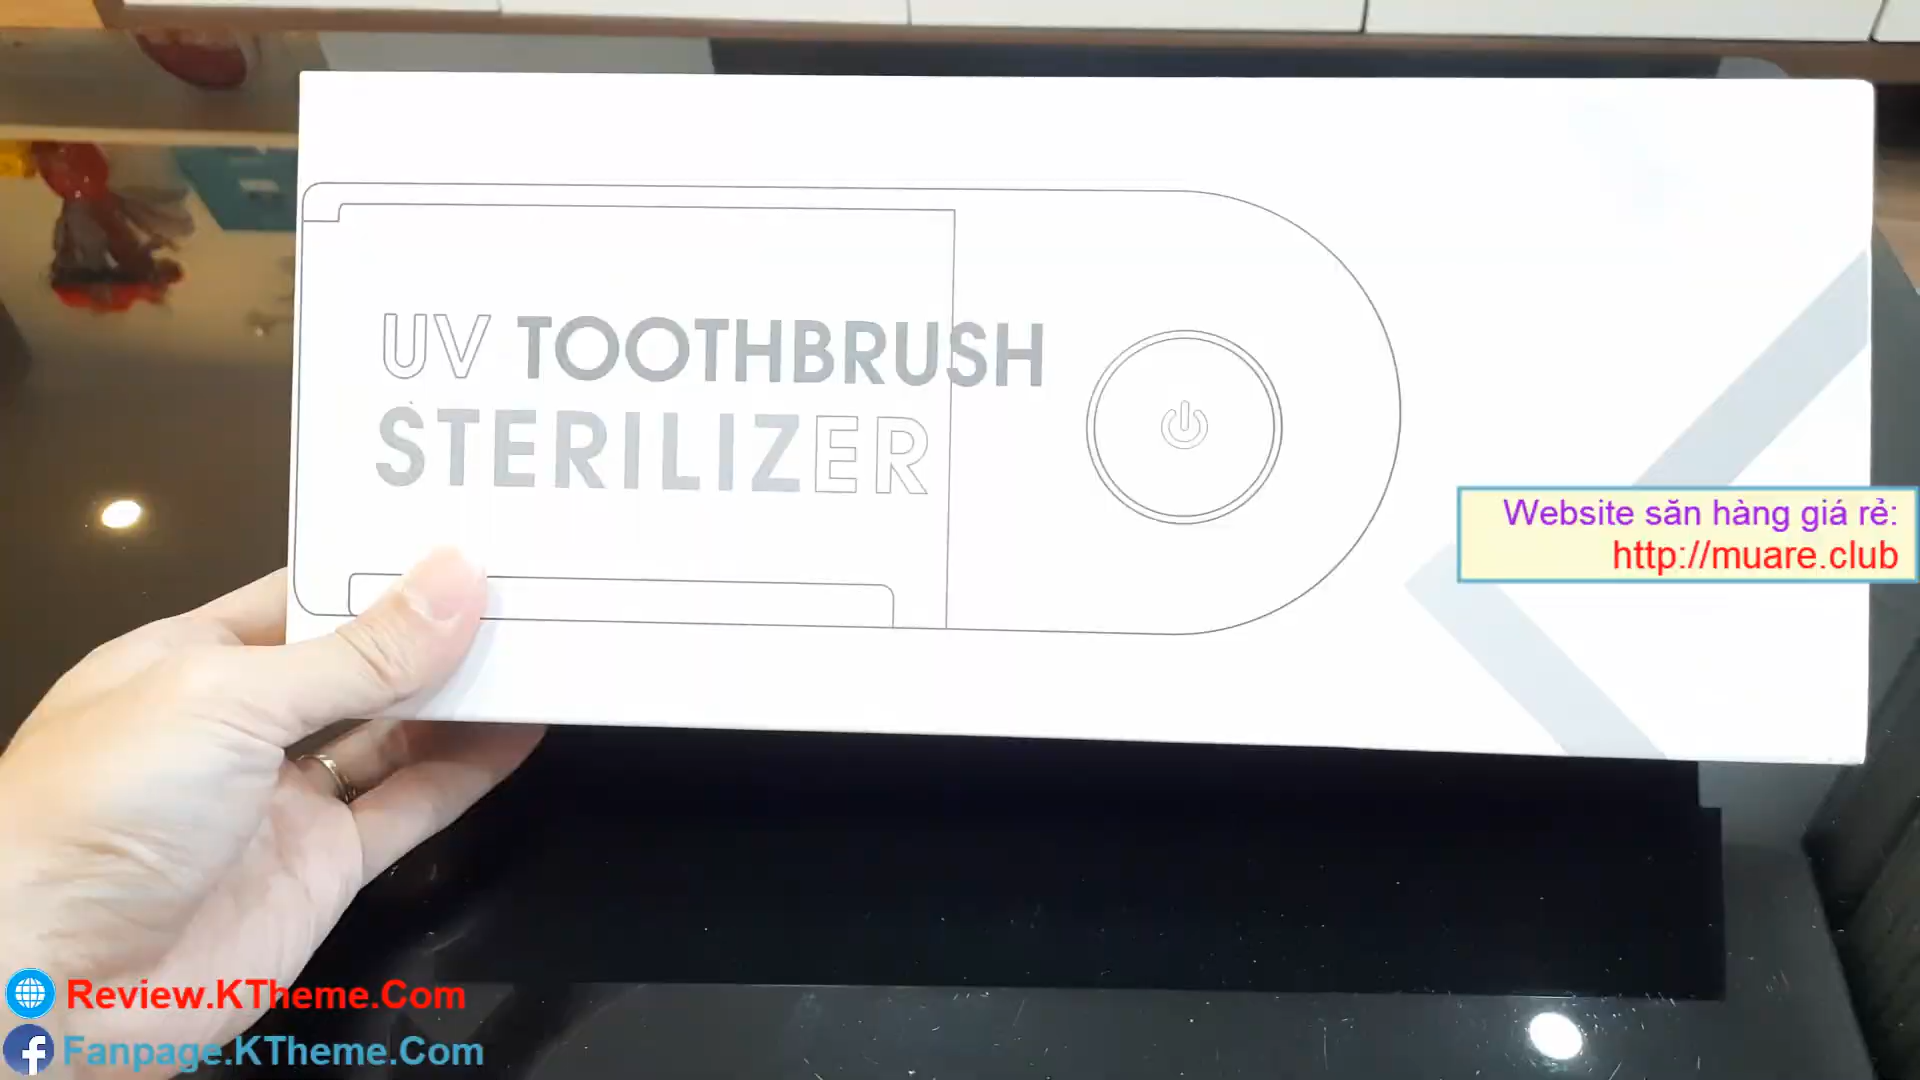 UV TOOTHBRUSH
STERILIZER
Website săn hàng giá rẻ:
http://muare.club
Review.KTheme.Com
Fanpage.KTheme.Com